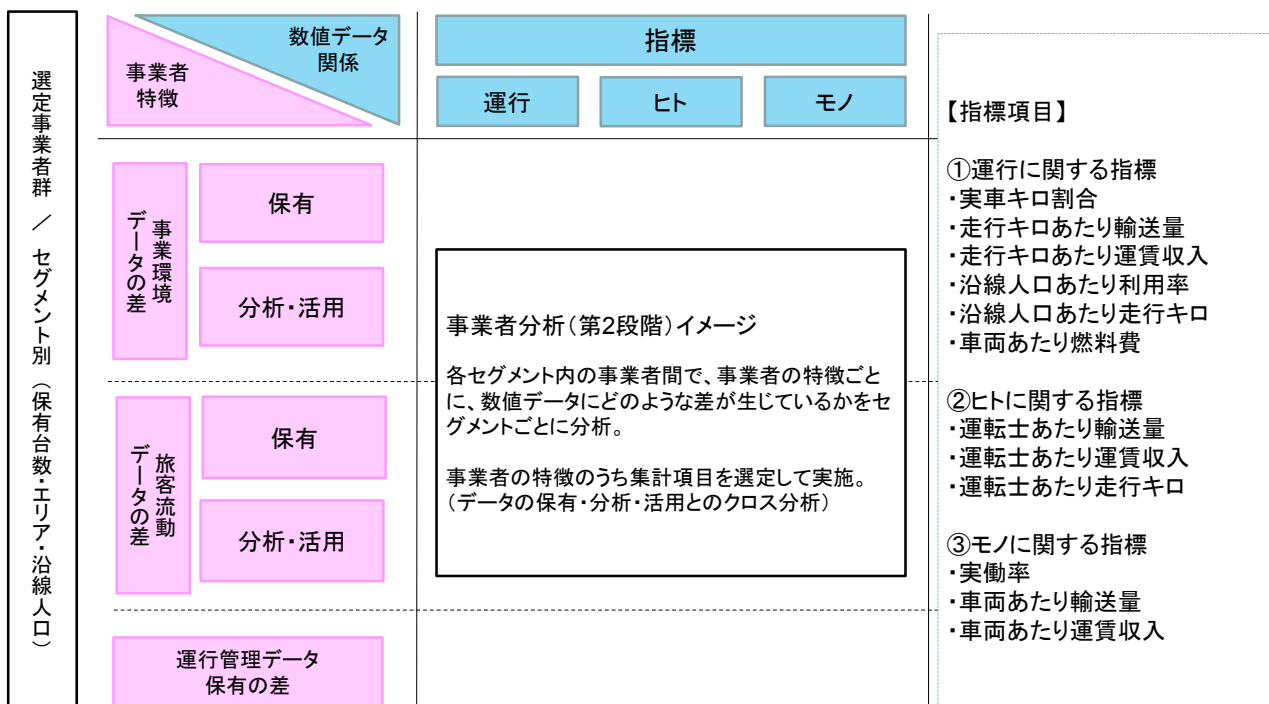 選定事業者群 / セグメント別(保有台数・エリア・沿線人口)
数値データ
関係
事業者
特徴
指標
運行
ヒト
モノ
事業環境
データの差
保有
分析・活用
旅客流動
データの差
保有
分析・活用
運行管理データ
保有の差
事業者分析(第2段階)イメージ
各セグメント内の事業者間で、事業者の特徴ごと
に、数値データにどのような差が生じているかをセ
グメントごとに分析。
事業者の特徴のうち集計項目を選定して実施。
(データの保有・分析・活用とのクロス分析)
【指標項目】
①運行に関する指標
・実車キロ割合
・走行キロあたり輸送量
・走行キロあたり運賃収入
・沿線人口あたり利用率
・沿線人口あたり走行キロ
・車両あたり燃料費
②ヒトに関する指標
・運転士あたり輸送量
・運転士あたり運賃収入
・運転士あたり走行キロ
③モノに関する指標
・実働率
・車両あたり輸送量
・車両あたり運賃収入